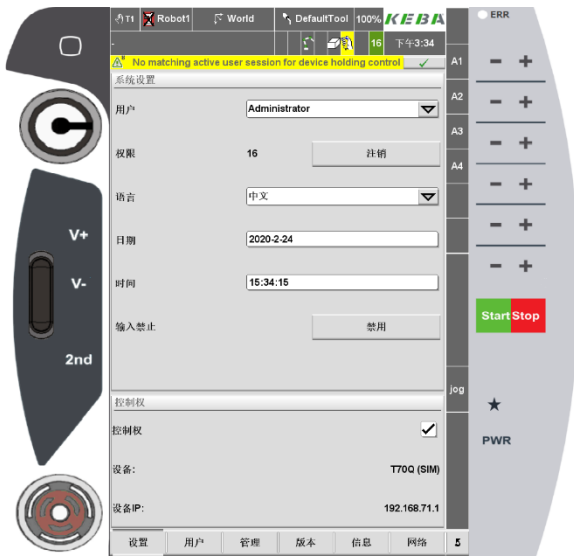 T1 Robot1 World DefaultTool 100% KEBA
- 16 下午3:34
No matching active user session for device holding control
系统设置
用户 Administrator
权限 16 注销
语言 中文
日期 2020-2-24
时间 15:34:15
输入禁止 禁用
控制权
控制权
设备: T70Q (SIM)
设备IP: 192.168.71.1
设置 用户 管理 版本 信息 网络 5
V+
V-
2nd
A1
A2
A3
A4
jog
ERR
- +
- +
- +
- +
- +
- +
Start Stop
PWR